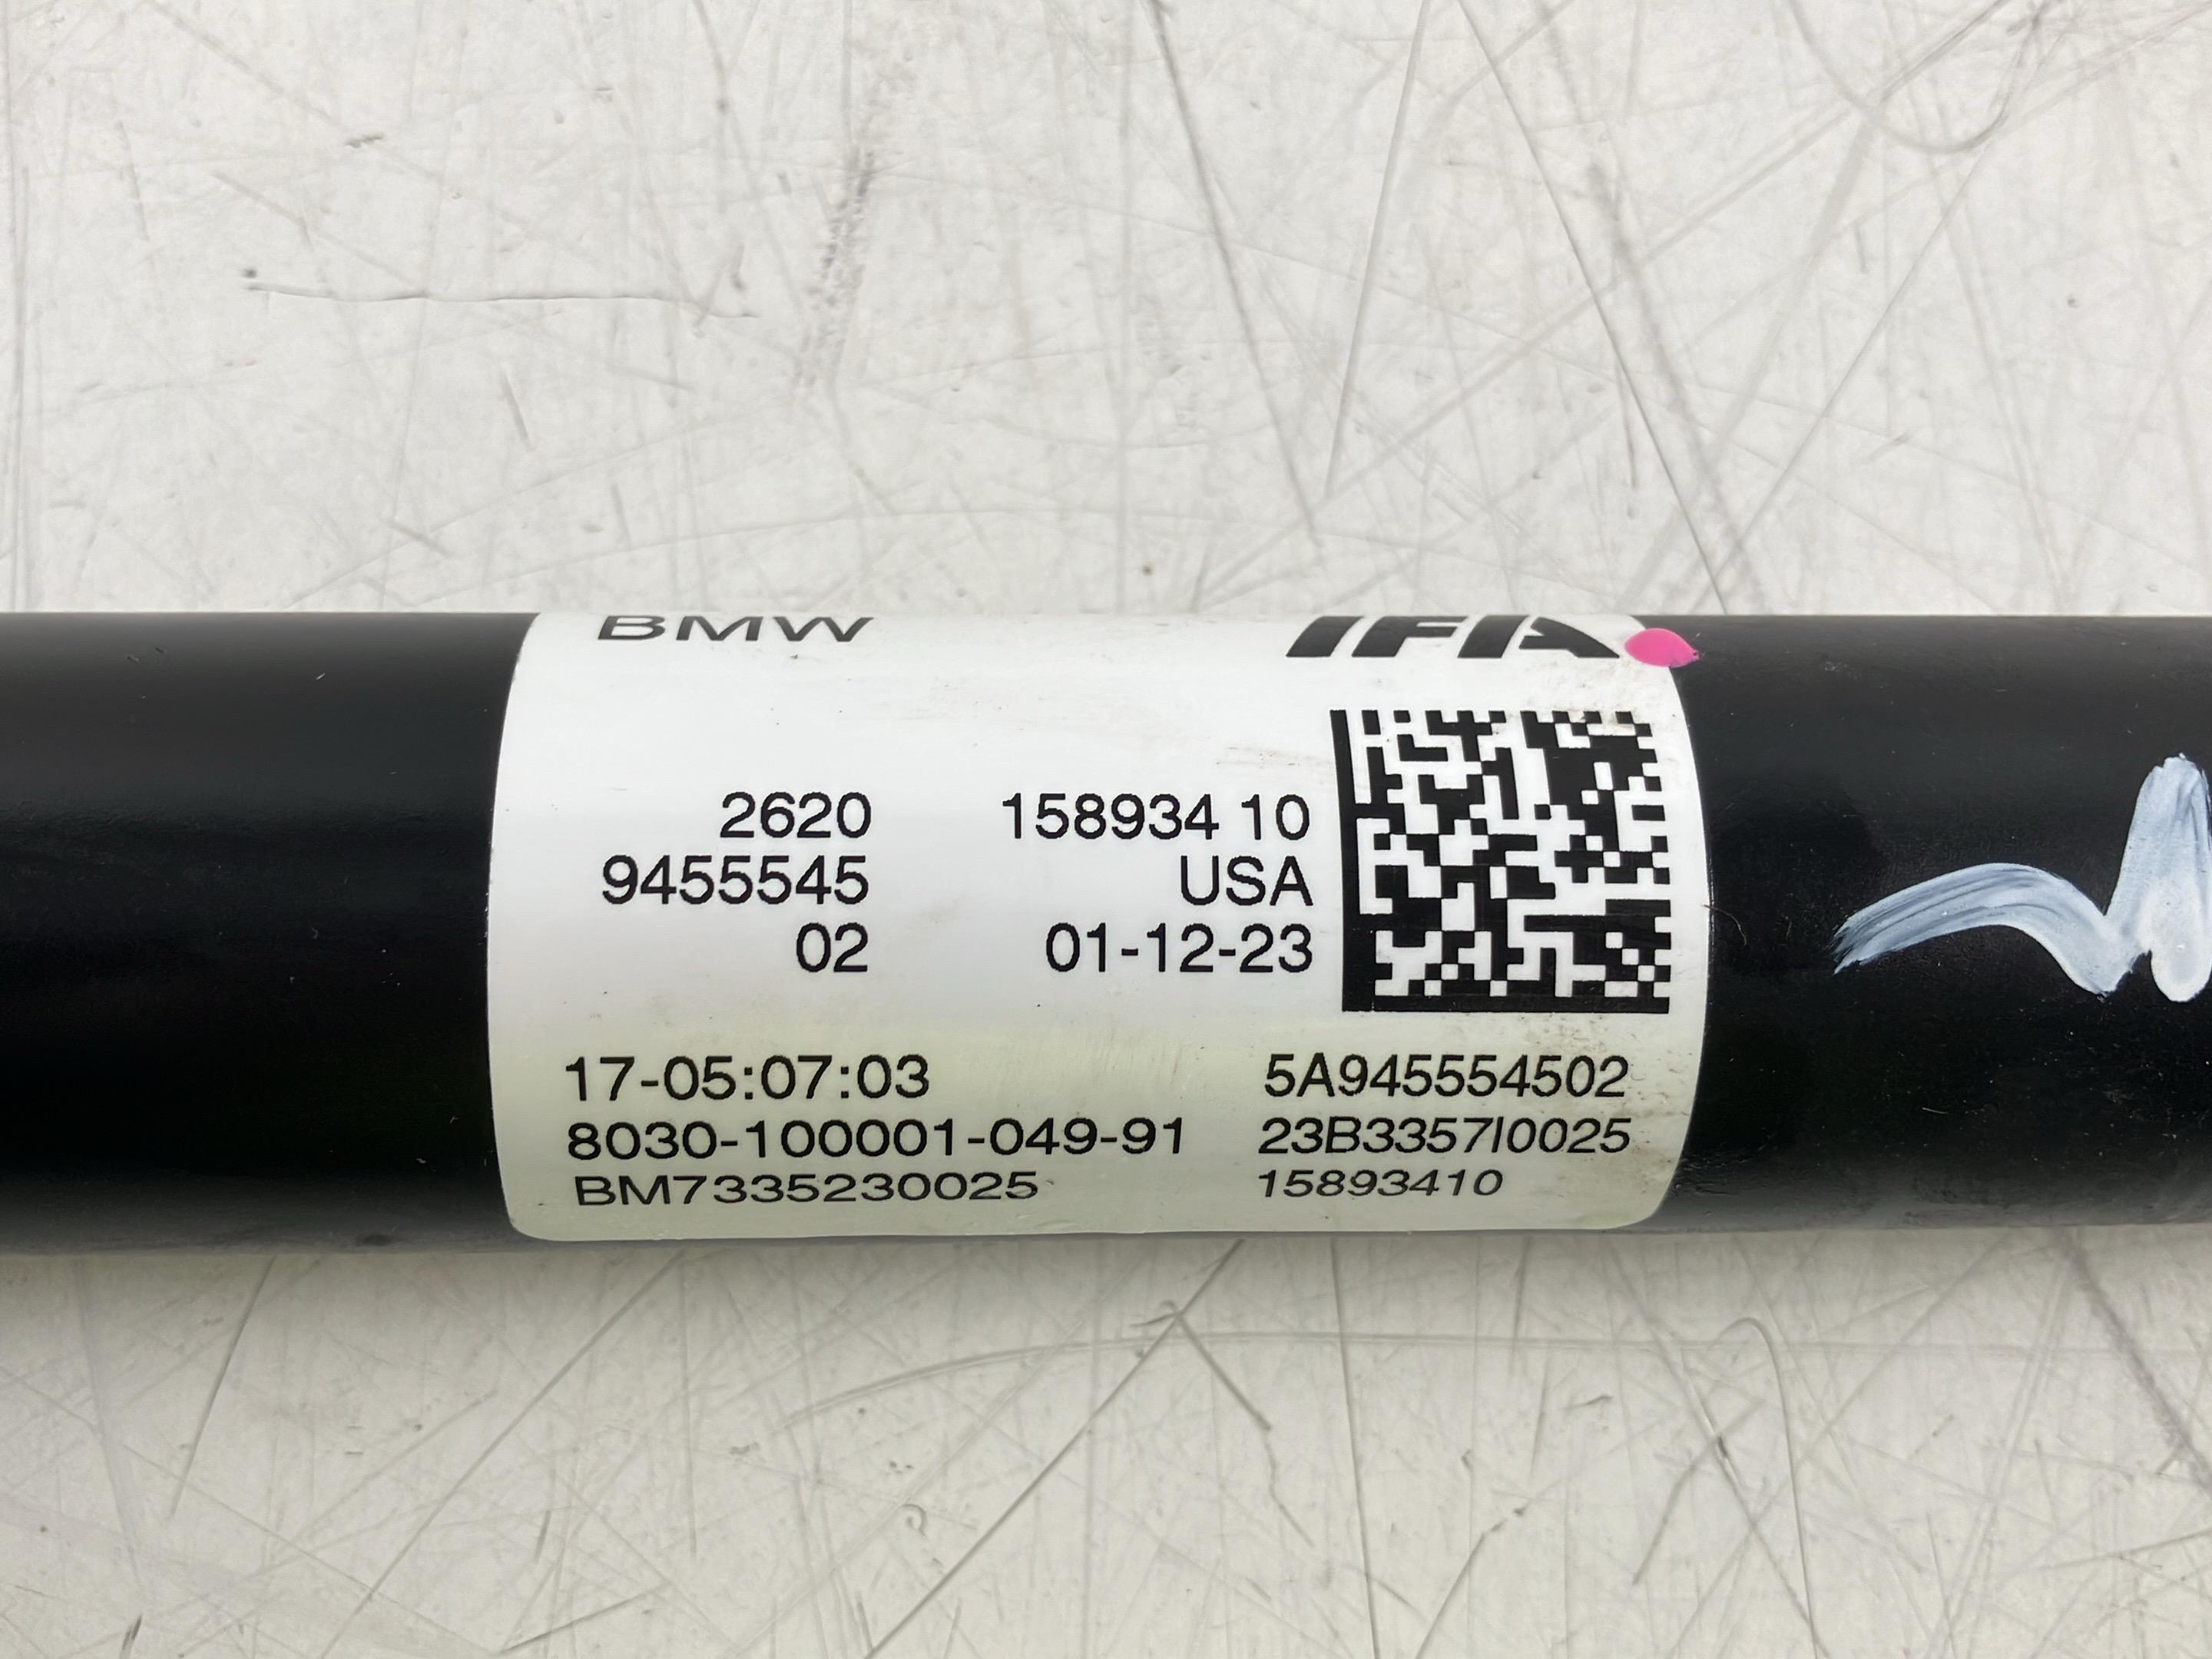 BMW IFA
2620 158934 10
9455545 USA
02 01-12-23
17-05:07:03 5A945554502
8030-100001-049-91 23B3357I0025
BM7335230025 15893410